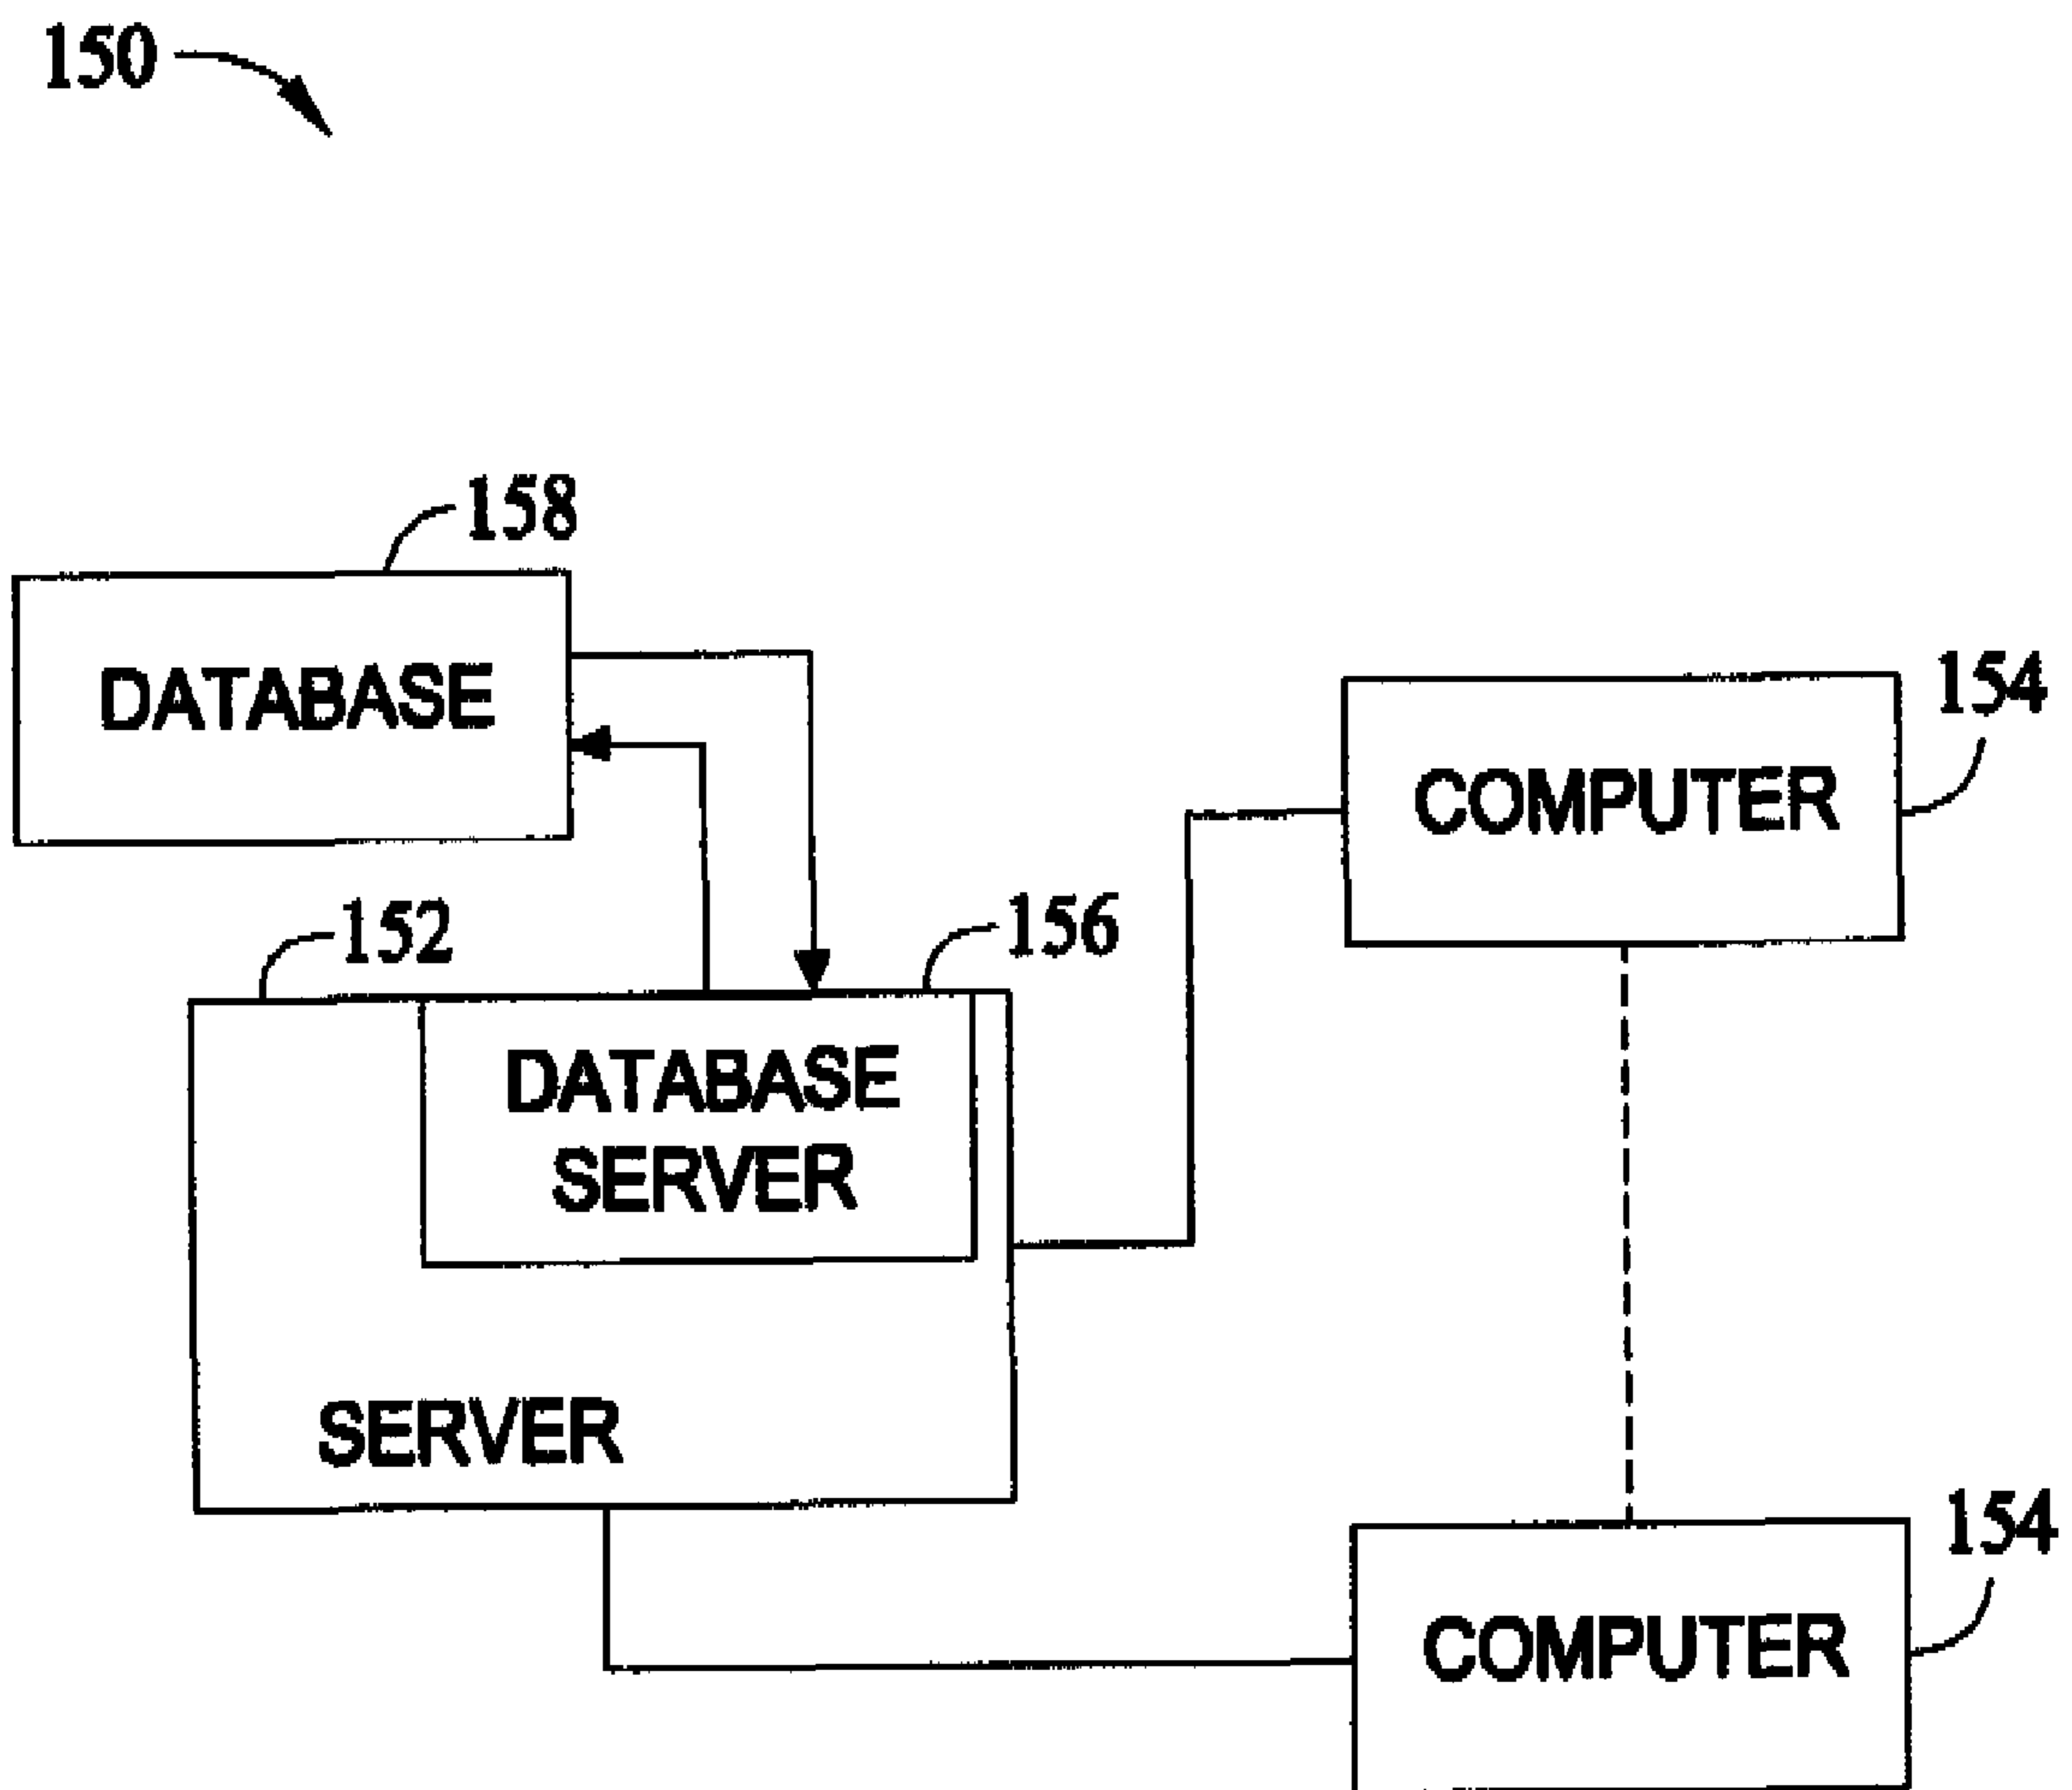 150
158
DATABASE
154
COMPUTER
152
156
DATABASE
SERVER
SERVER
154
COMPUTER